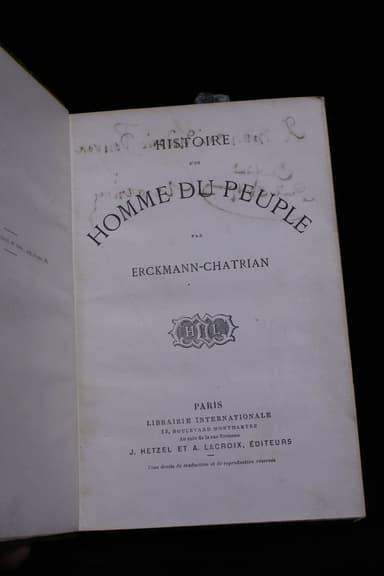 HISTOIRE
D'UN
HOMME DU PEUPLE
PAR
ERCKMANN-CHATRIAN
H L
PARIS
LIBRAIRIE INTERNATIONALE
15, BOULEVARD MONTMARTRE
Au coin de la rue Vivienne
J. HETZEL ET A. LACROIX, ÉDITEURS
Tous droits de traduction et de reproduction réservés